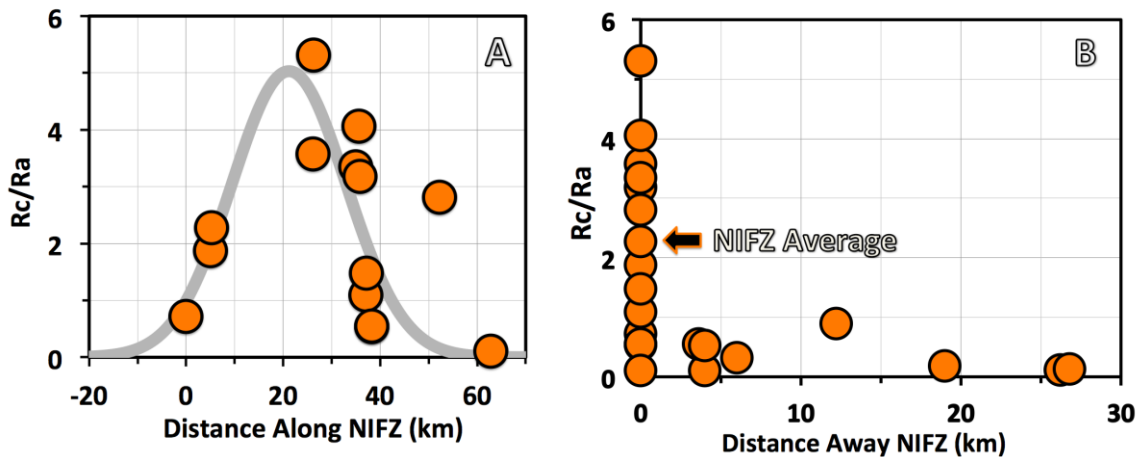 A
6
4
2
0
Rc/Ra
-20 0 20 40 60
Distance Along NIFZ (km)
B
6
4
2
0
Rc/Ra
NIFZ Average
0 10 20 30
Distance Away NIFZ (km)